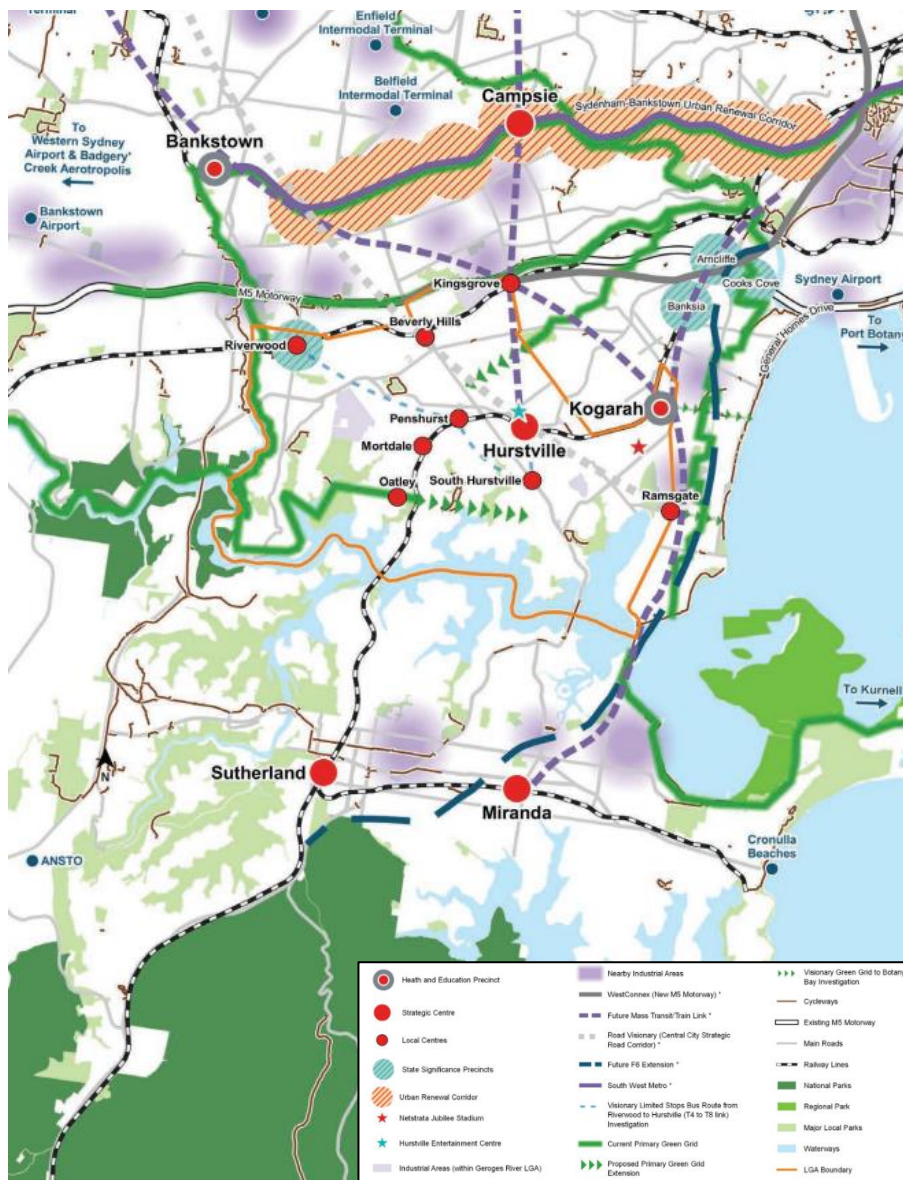 Terminal
Enfield
Intermodal Terminal
Belfield
Intermodal Terminal
Campsie
Sydenham-Bankstown Urban Renewal Corridor
To
Western Sydney
Airport & Badgery'
Creek Aerotropolis
Bankstown
Bankstown
Airport
Arncliffe
Cooks Cove
Kingsgrove
M5 Motorway
Banksia
Sydney Airport
Beverly Hills
Riverwood
General Homes Drive
To
Port Botany
Penshurst
Kogarah
Hurstville
Mortdale
Oatley
South Hurstville
Ramsgate
To Kurnell
N
Sutherland
Miranda
ANSTO
Cronulla
Beaches
Heath and Education Precinct
Strategic Centre
Local Centres
State Significance Precincts
Urban Renewal Corridor
Netstrata Jubilee Stadium
Hurstville Entertainment Centre
Industrial Areas (within Geroges River LGA)
Nearby Industrial Areas
WestConnex (New M5 Motorway) *
Future Mass Transit/Train Link *
Road Visionary (Central City Strategic
Road Corridor) *
Future F6 Extension *
South West Metro *
Visionary Limited Stops Bus Route from
Riverwood to Hurstville (T4 to T8 link)
Investigation
Current Primary Green Grid
Proposed Primary Green Grid
Extension
Visionary Green Grid to Botany
Bay Investigation
Cycleways
Existing M5 Motorway
Main Roads
Railway Lines
National Parks
Regional Park
Major Local Parks
Waterways
LGA Boundary